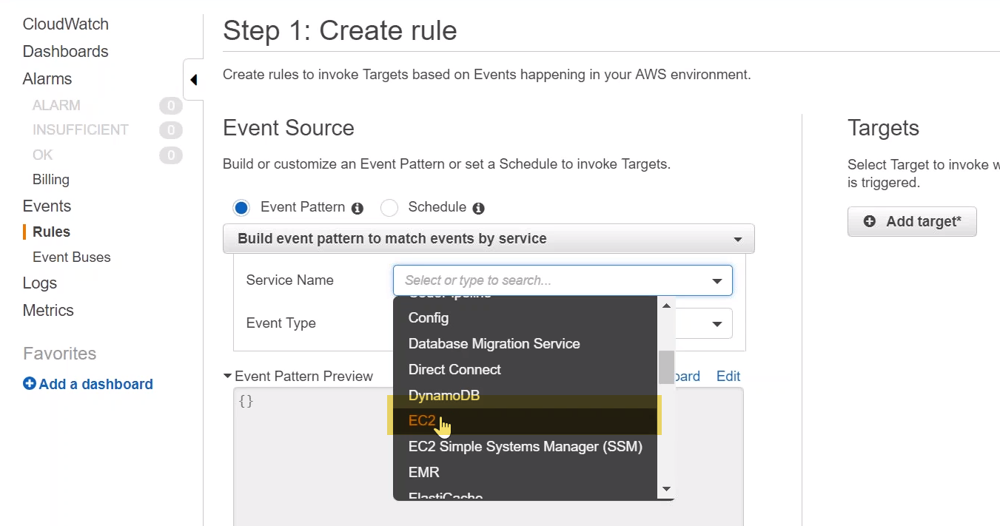 CloudWatch
Dashboards
Alarms
ALARM 0
INSUFFICIENT 0
OK 0
Billing
Events
Rules
Event Buses
Logs
Metrics
Favorites
Add a dashboard
Step 1: Create rule
Create rules to invoke Targets based on Events happening in your AWS environment.
Event Source
Build or customize an Event Pattern or set a Schedule to invoke Targets.
Event Pattern Schedule
Build event pattern to match events by service
Service Name Select or type to search...
Event Type
Config
Database Migration Service
Direct Connect
DynamoDB
EC2
EC2 Simple Systems Manager (SSM)
EMR
ElastiCache
Event Pattern Preview Edit
{}
Targets
Select Target to invoke
is triggered.
Add target*